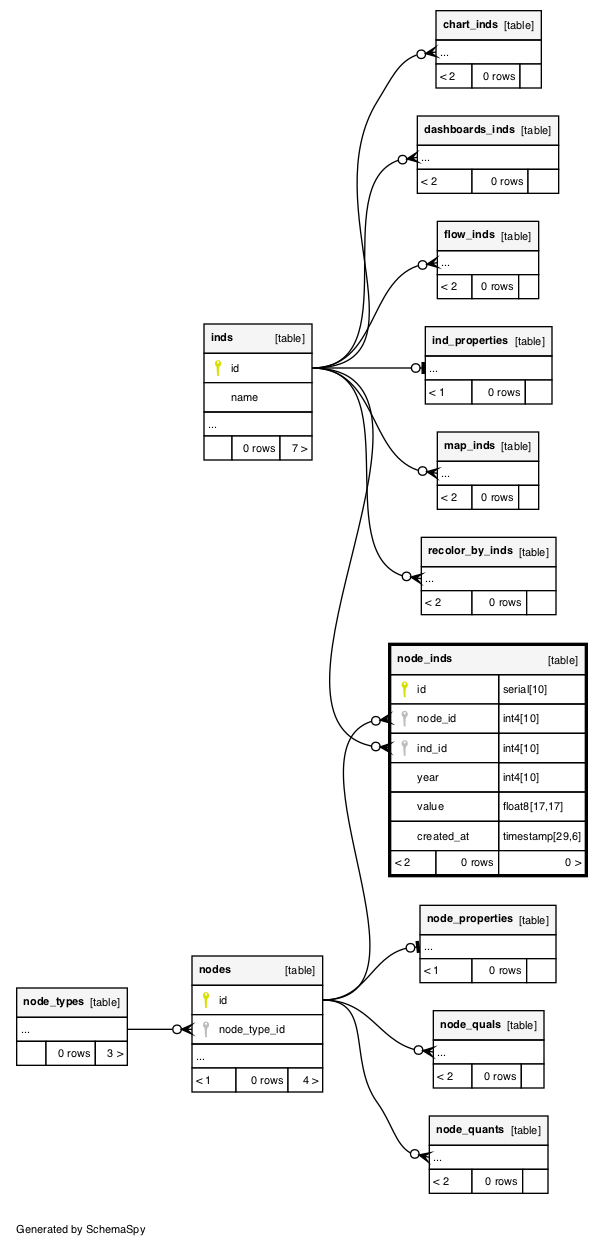 chart_inds [table]
...
< 2 0 rows
dashboards_inds [table]
...
< 2 0 rows
flow_inds [table]
...
< 2 0 rows
inds [table]
id
name
...
0 rows 7 >
ind_properties [table]
...
< 1 0 rows
map_inds [table]
...
< 2 0 rows
recolor_by_inds [table]
...
< 2 0 rows
node_inds [table]
id serial[10]
node_id int4[10]
ind_id int4[10]
year int4[10]
value float8[17,17]
created_at timestamp[29,6]
< 2 0 rows 0 >
node_properties [table]
...
< 1 0 rows
nodes [table]
id
node_type_id
...
< 1 0 rows 4 >
node_types [table]
...
0 rows 3 >
node_quals [table]
...
< 2 0 rows
node_quants [table]
...
< 2 0 rows
Generated by SchemaSpy